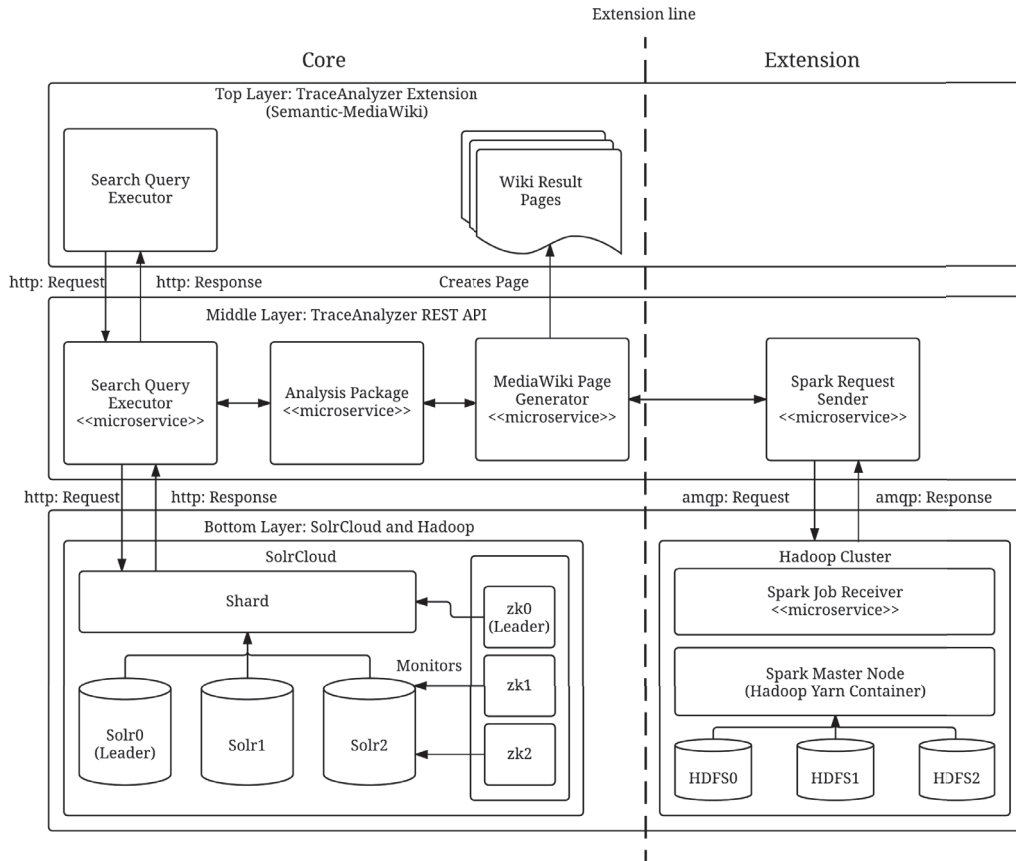 Extension line
Core
Extension
Top Layer: TraceAnalyzer Extension
(Semantic-MediaWiki)
Search Query
Executor
Wiki Result
Pages
http: Request
http: Response
Creates Page
Middle Layer: TraceAnalyzer REST API
Search Query
Executor
<<microservice>>
Analysis Package
<<microservice>>
MediaWiki Page
Generator
<<microservice>>
Spark Request
Sender
<<microservice>>
http: Request
http: Response
amqp: Request
amqp: Response
Bottom Layer: SolrCloud and Hadoop
SolrCloud
Shard
zk0
(Leader)
Monitors
zk1
zk2
Solr0
(Leader)
Solr1
Solr2
Hadoop Cluster
Spark Job Receiver
<<microservice>>
Spark Master Node
(Hadoop Yarn Container)
HDFS0
HDFS1
HDFS2